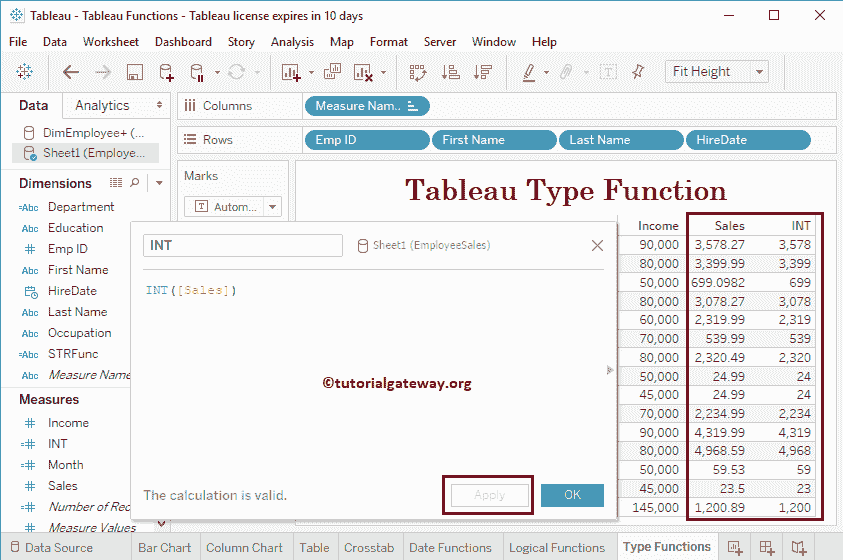 Tableau - Tableau Functions - Tableau license expires in 10 days
File Data Worksheet Dashboard Story Analysis Map Format Server Window Help
Fit Height
Data Analytics
Columns Measure Nam..
DimEmployee+ (...
Sheet1 (Employe...
Rows Emp ID First Name Last Name HireDate
Marks
Autom...
Tableau Type Function
Dimensions
Abc Department
Abc Education
Emp ID
Abc First Name
HireDate
Abc Last Name
Abc Occupation
Abc STRFunc
Abc Measure Name
Measures
Income
INT
Month
Sales
Number of Rec
Measure Values
INT
Sheet1 (EmployeeSales)
INT([Sales])
©tutorialgateway.org
The calculation is valid.
Apply OK
Income Sales INT
90,000 3,578.27 3,578
80,000 3,399.99 3,399
50,000 699.0982 699
80,000 3,078.27 3,078
60,000 2,319.99 2,319
70,000 539.99 539
80,000 2,320.49 2,320
50,000 24.99 24
45,000 24.99 24
70,000 2,234.99 2,234
90,000 4,319.99 4,319
80,000 4,968.59 4,968
50,000 59.53 59
45,000 23.5 23
145,000 1,200.89 1,200
Data Source Bar Chart Column Chart Table Crosstab Date Functions Logical Functions Type Functions